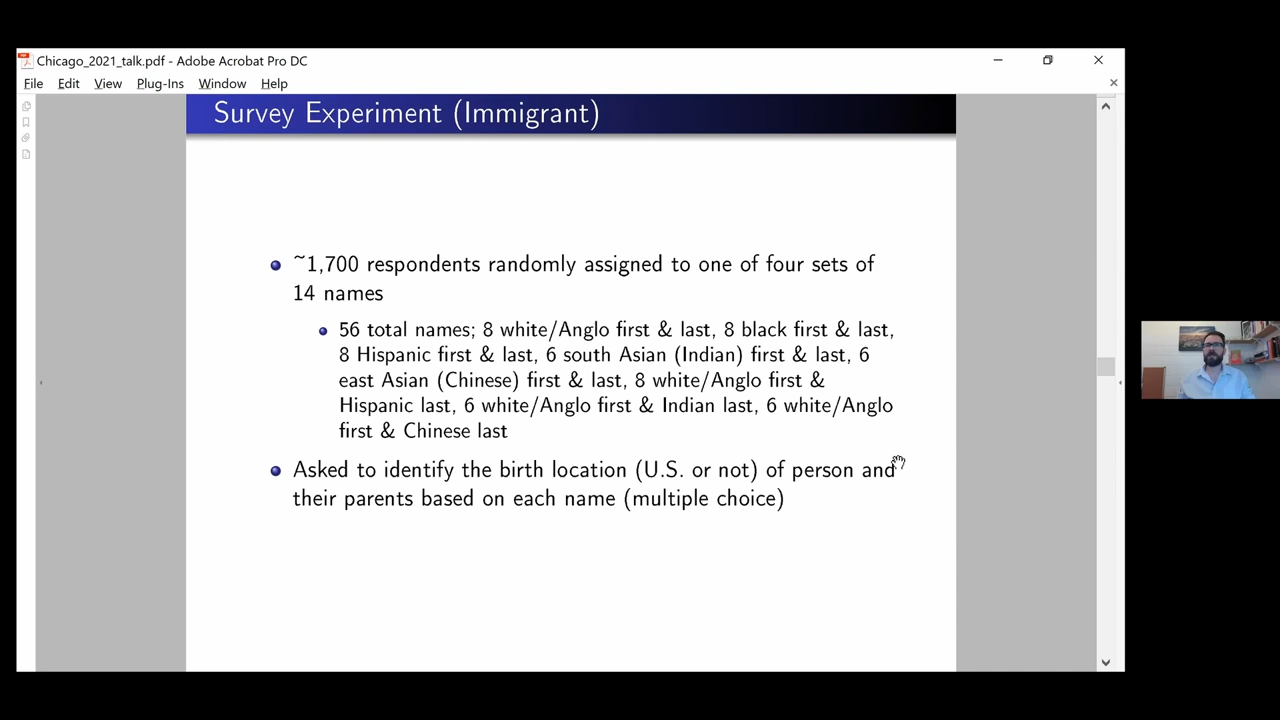 Chicago_2021_talk.pdf - Adobe Acrobat Pro DC
File Edit View Plug-Ins Window Help
Survey Experiment (Immigrant)
~1,700 respondents randomly assigned to one of four sets of
14 names
56 total names; 8 white/Anglo first & last, 8 black first & last,
8 Hispanic first & last, 6 south Asian (Indian) first & last, 6
east Asian (Chinese) first & last, 8 white/Anglo first &
Hispanic last, 6 white/Anglo first & Indian last, 6 white/Anglo
first & Chinese last
Asked to identify the birth location (U.S. or not) of person and
their parents based on each name (multiple choice)